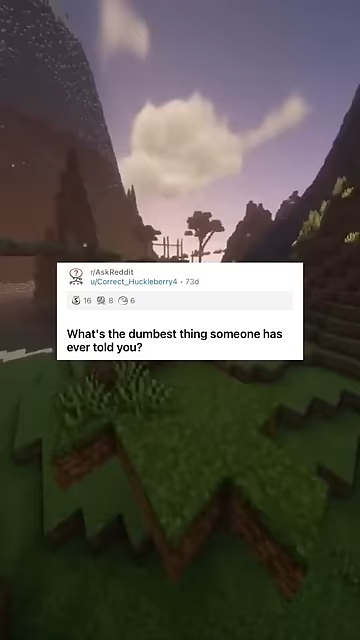 r/AskReddit
u/Correct_Huckleberry4 · 73d
16 8 6
What's the dumbest thing someone has
ever told you?